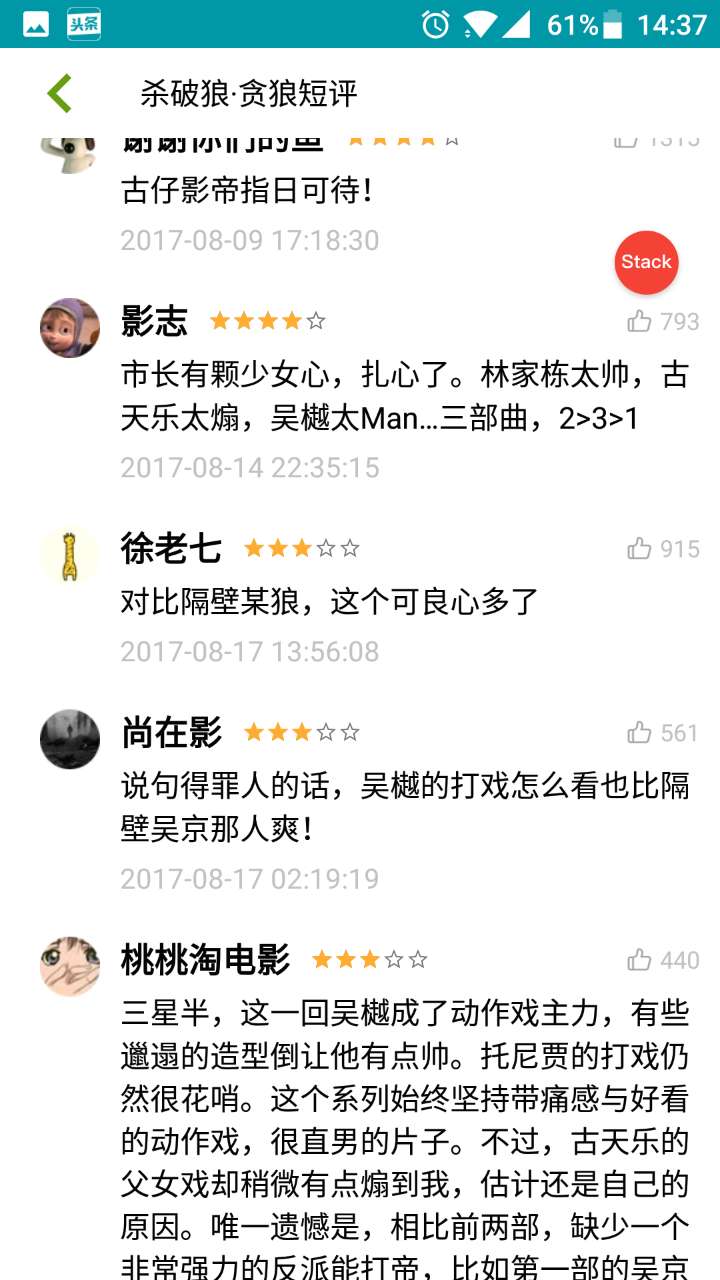 头条
61%
14:37
杀破狼·贪狼短评
谢谢你们的鱼
1315
古仔影帝指日可待！
2017-08-09 17:18:30
Stack
影志
793
市长有颗少女心，扎心了。林家栋太帅，古
天乐太煽，吴樾太Man…三部曲，2>3>1
2017-08-14 22:35:15
徐老七
915
对比隔壁某狼，这个可良心多了
2017-08-17 13:56:08
尚在影
561
说句得罪人的话，吴樾的打戏怎么看也比隔
壁吴京那人爽！
2017-08-17 02:19:19
桃桃淘电影
440
三星半，这一回吴樾成了动作戏主力，有些
邋遢的造型倒让他有点帅。托尼贾的打戏仍
然很花哨。这个系列始终坚持带痛感与好看
的动作戏，很直男的片子。不过，古天乐的
父女戏却稍微有点煽到我，估计还是自己的
原因。唯一遗憾是，相比前两部，缺少一个
非常强力的反派能打帝，比如第一部的吴京